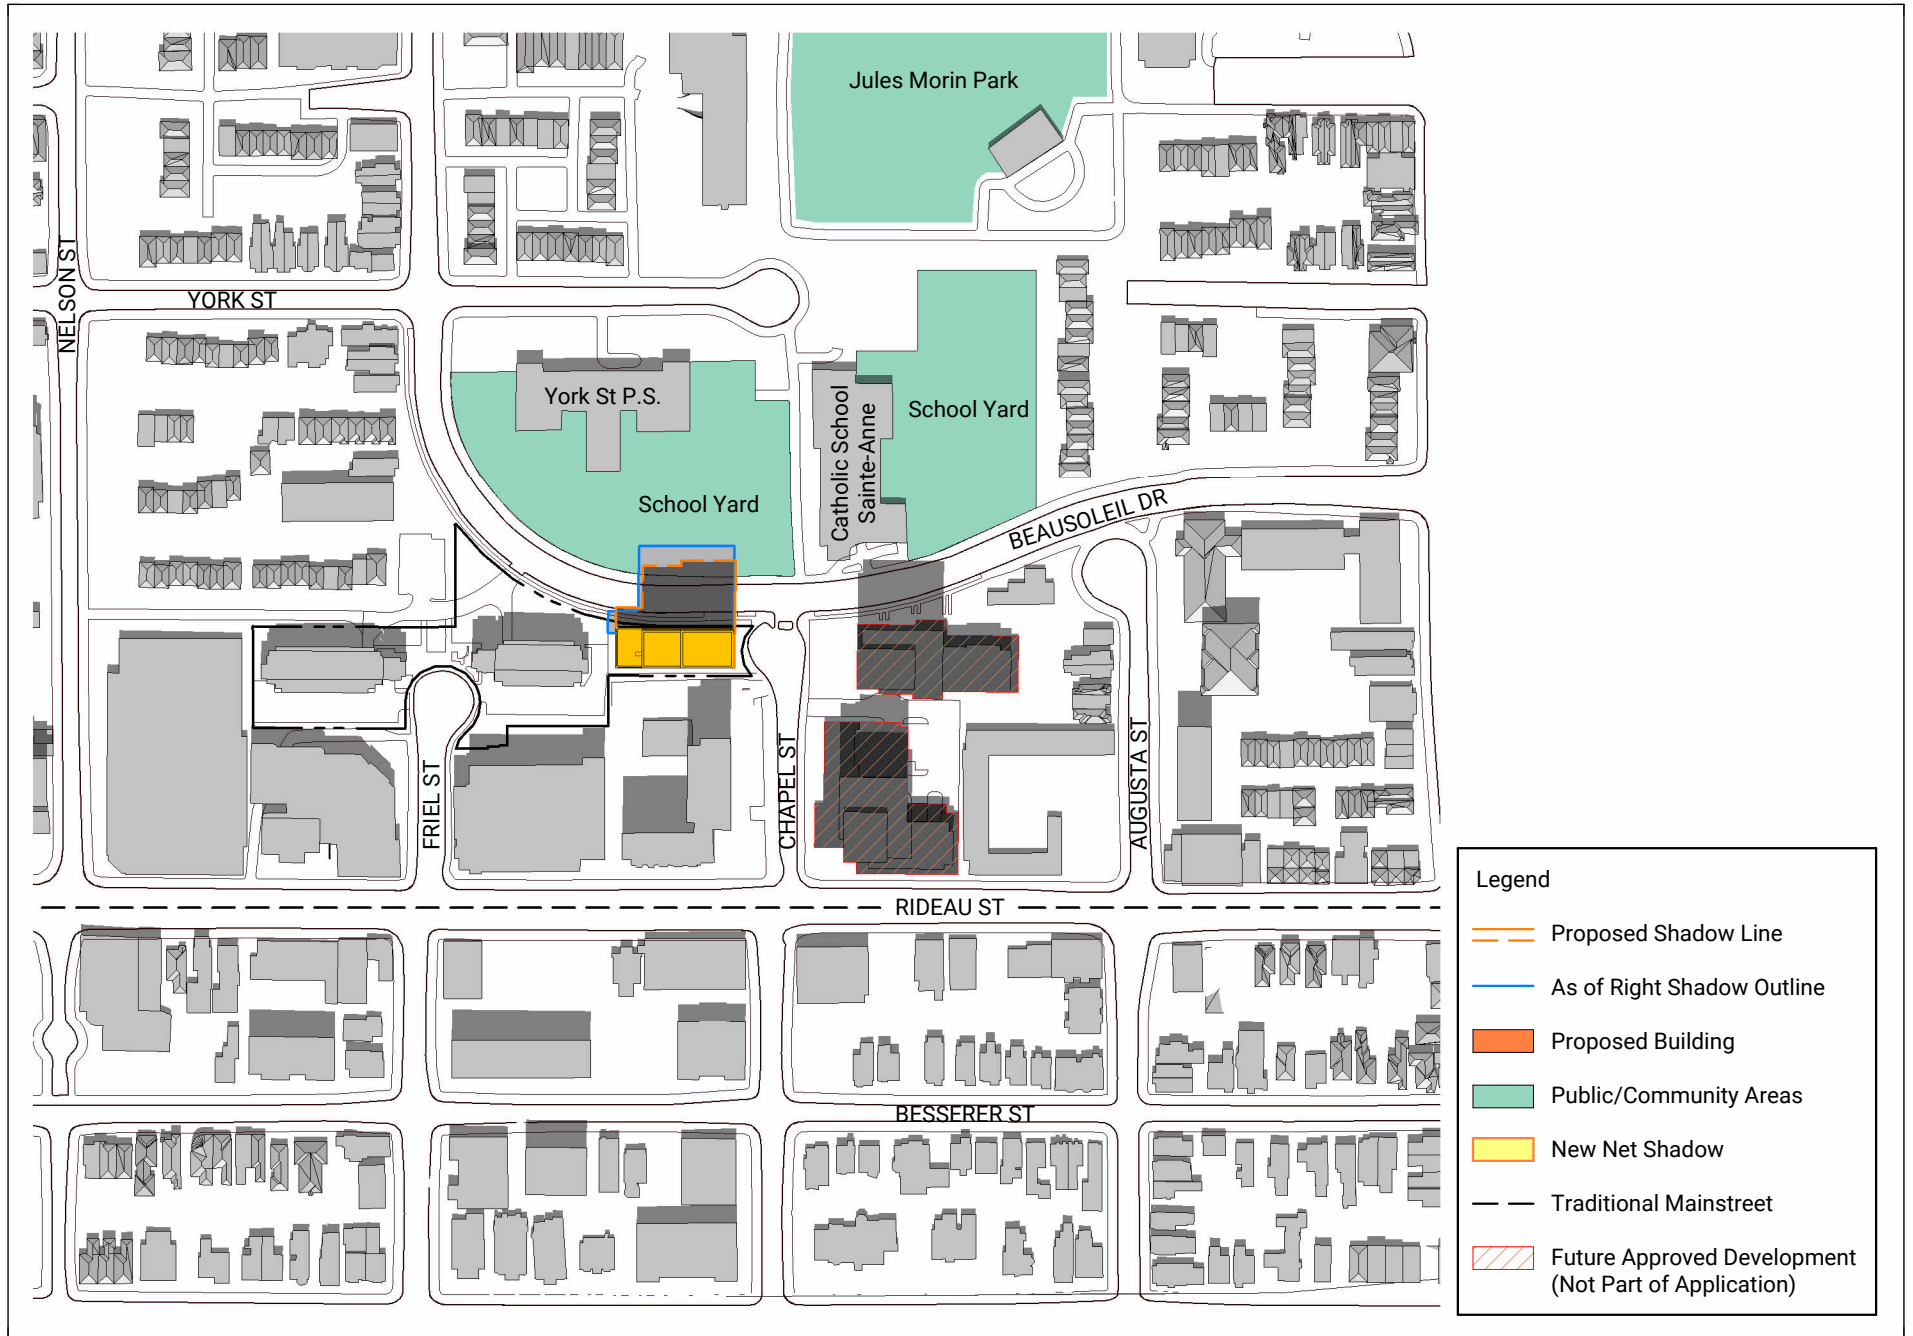 Jules Morin Park
NELSON ST
YORK ST
York St P.S.
School Yard
Catholic School
Sainte-Anne
School Yard
BEAUSOLEIL DR
FRIEL ST
CHAPEL ST
AUGUSTA ST
RIDEAU ST
BESSERER ST
Legend
Proposed Shadow Line
As of Right Shadow Outline
Proposed Building
Public/Community Areas
New Net Shadow
Traditional Mainstreet
Future Approved Development
(Not Part of Application)